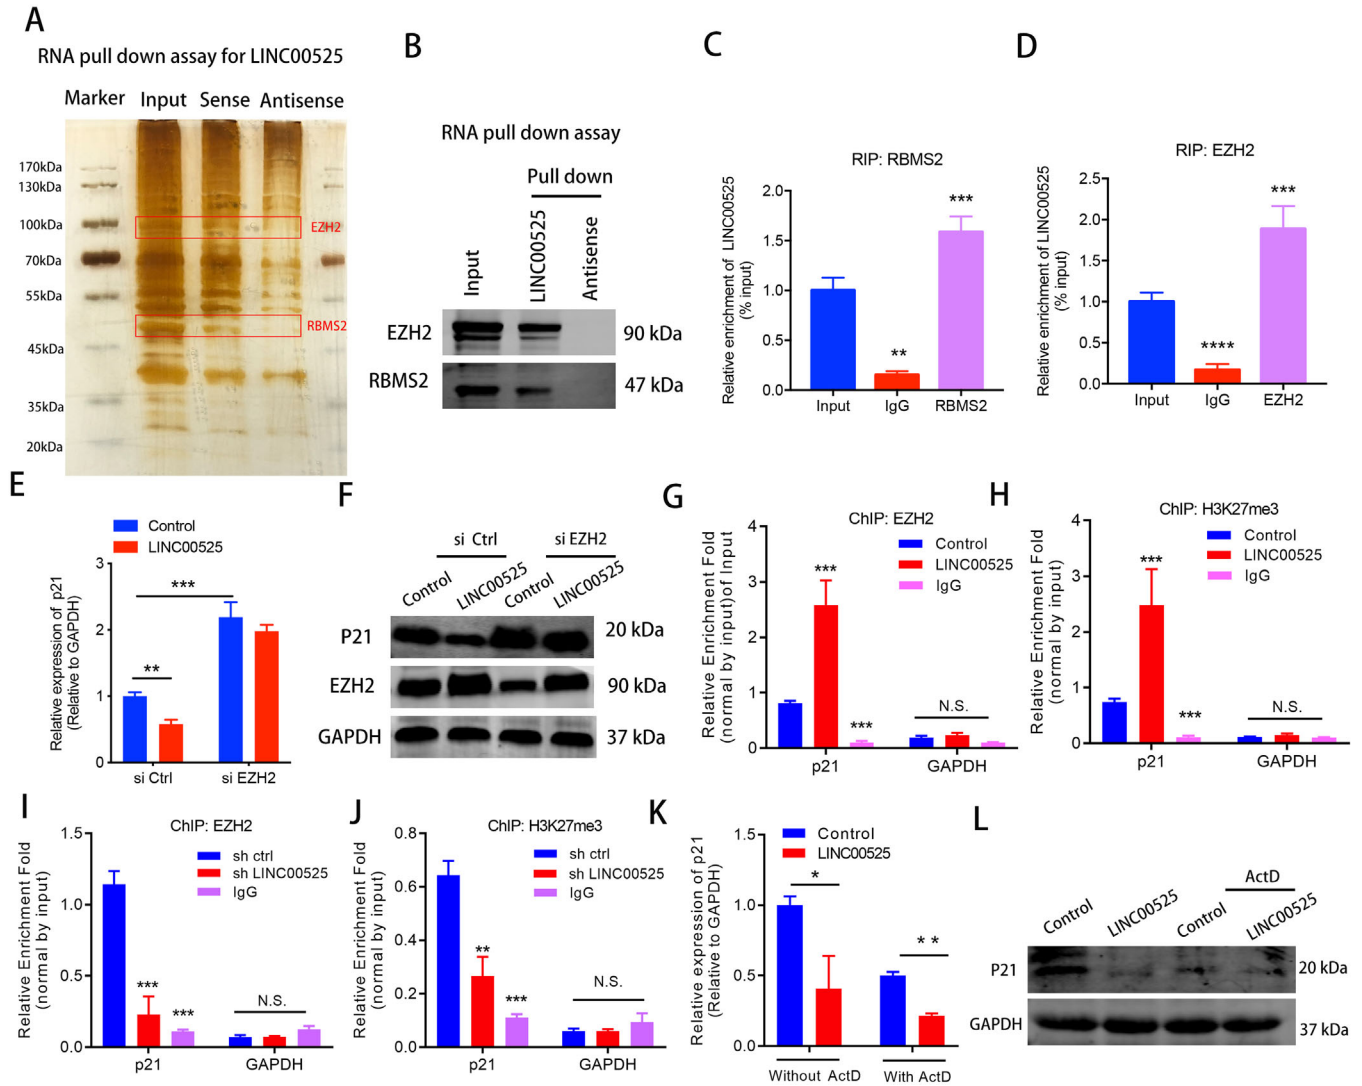 A
RNA pull down assay for LINC00525
Marker Input Sense Antisense
170kDa
130kDa
100kDa
70kDa
55kDa
45kDa
35kDa
20kDa
EZH2
RBMS2
B
RNA pull down assay
Pull down
Input
LINC00525
Antisense
EZH2 90 kDa
RBMS2 47 kDa
C
RIP: RBMS2
Relative enrichment of LINC00525
(% input)
2.0
1.5
1.0
0.5
0.0
**
***
Input IgG RBMS2
D
RIP: EZH2
Relative enrichment of LINC00525
(% input)
2.5
2.0
1.5
1.0
0.5
0.0
****
***
Input IgG EZH2
E
Control
LINC00525
Relative expression of p21
(Relative to GAPDH)
3
2
1
0
***
**
si Ctrl si EZH2
F
si Ctrl si EZH2
Control LINC00525 Control LINC00525
P21 20 kDa
EZH2 90 kDa
GAPDH 37 kDa
G
ChIP: EZH2
Control
LINC00525
IgG
Relative Enrichment Fold
(normal by input)of Input
4
3
2
1
0
***
***
N.S.
p21 GAPDH
H
ChIP: H3K27me3
Control
LINC00525
IgG
Relative Enrichment Fold
(normal by input)
4
3
2
1
0
***
***
N.S.
p21 GAPDH
I
ChIP: EZH2
sh ctrl
sh LINC00525
IgG
Relative Enrichment Fold
(normal by input)
1.5
1.0
0.5
0.0
***
***
N.S.
p21 GAPDH
J
ChIP: H3K27me3
sh ctrl
sh LINC00525
IgG
Relative Enrichment Fold
(normal by input)
0.8
0.6
0.4
0.2
0.0
**
***
N.S.
p21 GAPDH
K
Control
LINC00525
Relative expression of p21
(Relative to GAPDH)
1.5
1.0
0.5
0.0
*
* *
Without ActD With ActD
L
ActD
Control LINC00525 Control LINC00525
P21 20 kDa
GAPDH 37 kDa